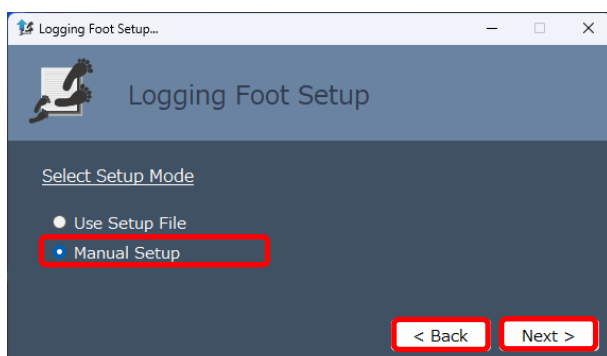 Logging Foot Setup...
Logging Foot Setup
Select Setup Mode
Use Setup File
Manual Setup
< Back Next >